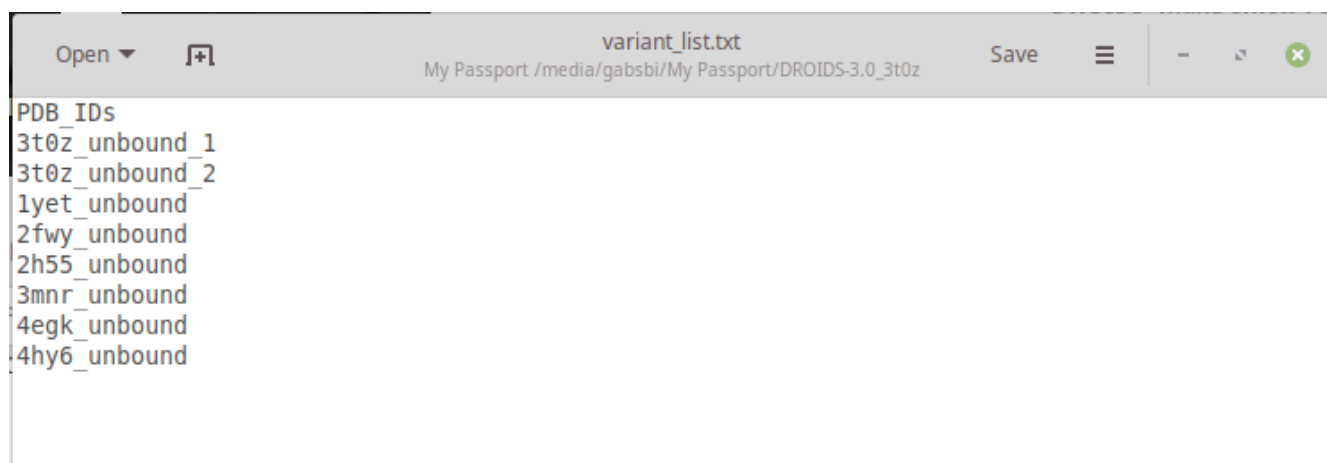 Open
variant_list.txt
My Passport /media/gabsbi/My Passport/DROIDS-3.0_3t0z
Save
PDB_IDs
3t0z_unbound_1
3t0z_unbound_2
1yet_unbound
2fwy_unbound
2h55_unbound
3mnr_unbound
4egk_unbound
4hy6_unbound